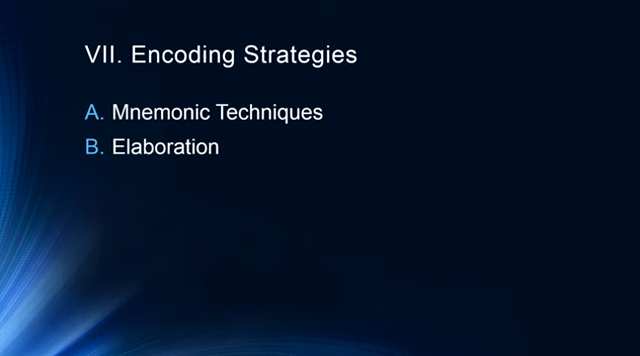 VII. Encoding Strategies
A. Mnemonic Techniques
B. Elaboration